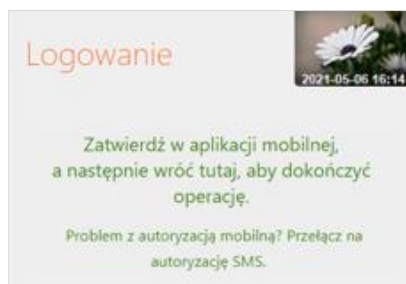 Logowanie
2021-05-06 16:14
Zatwierdź w aplikacji mobilnej,
a następnie wróć tutaj, aby dokończyć
operację.
Problem z autoryzacją mobilną? Przełącz na
autoryzację SMS.